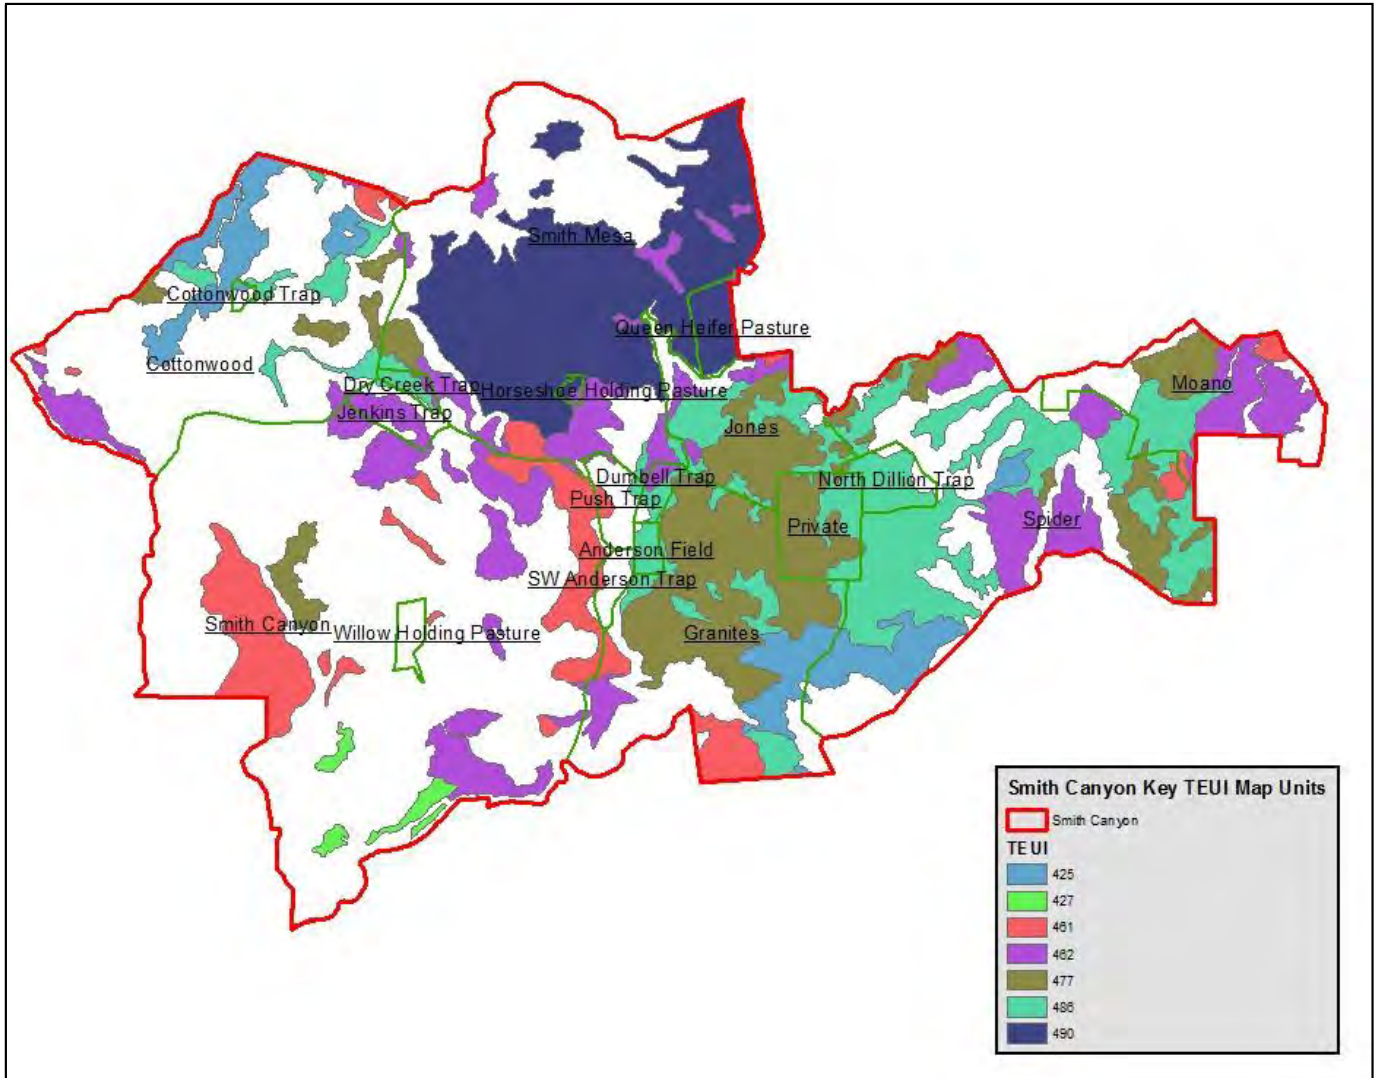 Smith Mesa
Cottonwood Trap
Queen Heifer Pasture
Cottonwood
Dry Creek Trap
Horseshoe Holding Pasture
Moano
Jenkins Trap
Jones
Dumbell Trap
North Dillion Trap
Push Trap
Private
Spider
Anderson Field
SW Anderson Trap
Smith Canyon
Willow Holding Pasture
Granites
Smith Canyon Key TEUI Map Units
Smith Canyon
TEUI
425
427
461
462
477
486
490